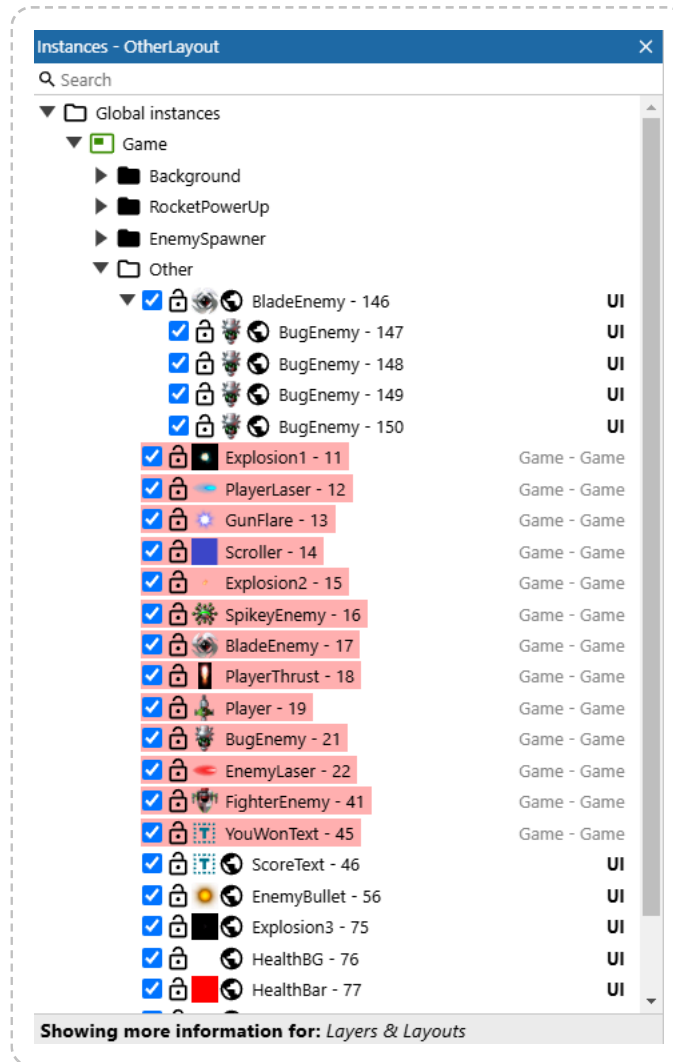 Instances - OtherLayout
Search
Global instances
Game
Background
RocketPowerUp
EnemySpawner
Other
BladeEnemy - 146 UI
BugEnemy - 147 UI
BugEnemy - 148 UI
BugEnemy - 149 UI
BugEnemy - 150 UI
Explosion1 - 11 Game - Game
PlayerLaser - 12 Game - Game
GunFlare - 13 Game - Game
Scroller - 14 Game - Game
Explosion2 - 15 Game - Game
SpikeyEnemy - 16 Game - Game
BladeEnemy - 17 Game - Game
PlayerThrust - 18 Game - Game
Player - 19 Game - Game
BugEnemy - 21 Game - Game
EnemyLaser - 22 Game - Game
FighterEnemy - 41 Game - Game
YouWonText - 45 Game - Game
ScoreText - 46 UI
EnemyBullet - 56 UI
Explosion3 - 75 UI
HealthBG - 76 UI
HealthBar - 77 UI
Showing more information for: Layers & Layouts